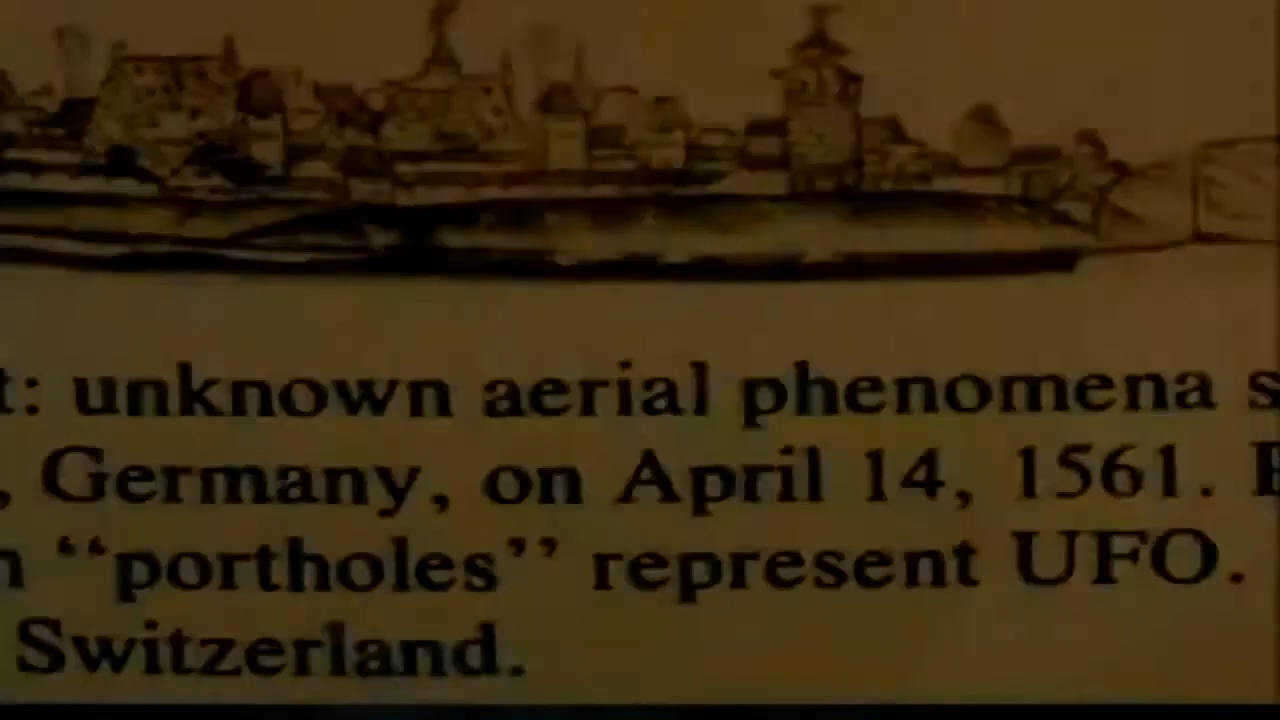 : unknown aerial phenomena
, Germany, on April 14, 1561.
“portholes” represent UFO.
Switzerland.